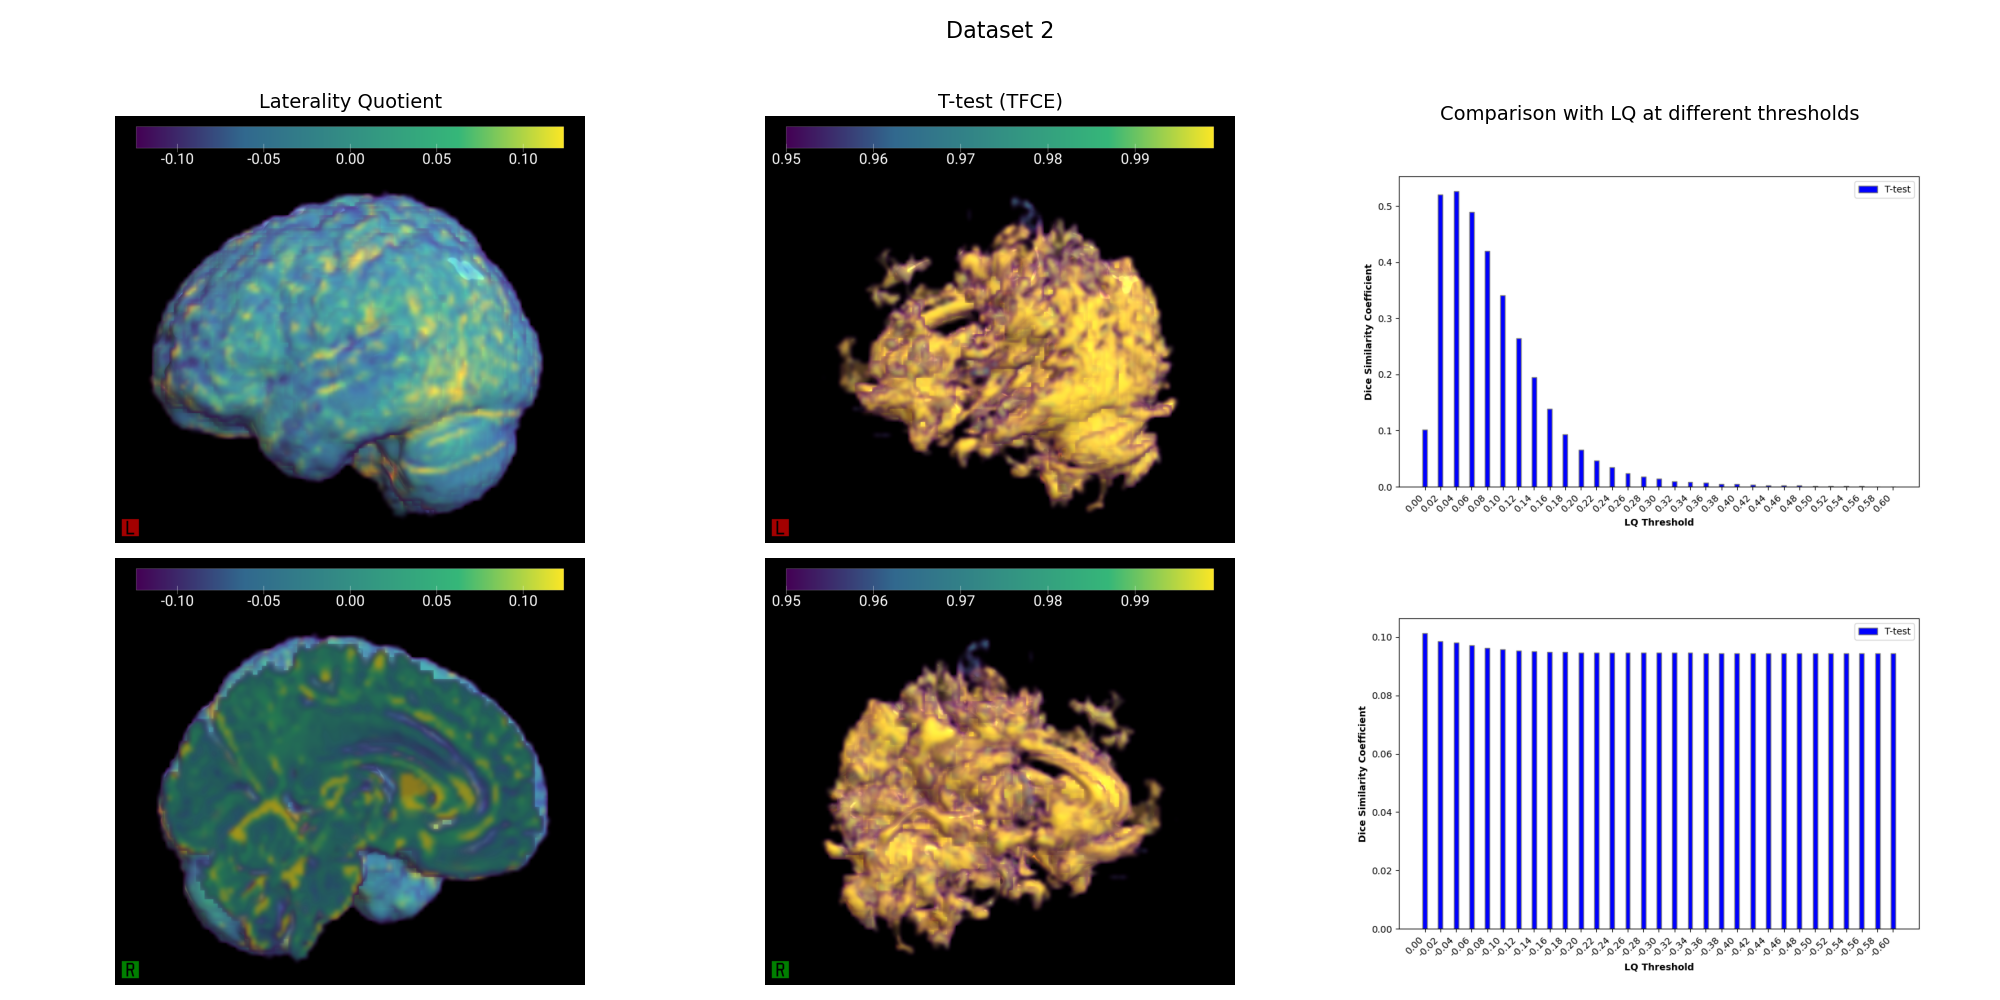 Dataset 2
Laterality Quotient
-0.10 -0.05 0.00 0.05 0.10
L
T-test (TFCE)
0.95 0.96 0.97 0.98 0.99
L
Comparison with LQ at different thresholds
T-test
Dice Similarity Coefficient
0.5
0.4
0.3
0.2
0.1
0.0
0.00 0.02 0.04 0.06 0.08 0.10 0.12 0.14 0.16 0.18 0.20 0.22 0.24 0.26 0.28 0.30 0.32 0.34 0.36 0.38 0.40 0.42 0.44 0.46 0.48 0.50 0.52 0.54 0.56 0.58 0.60
LQ Threshold
-0.10 -0.05 0.00 0.05 0.10
R
0.95 0.96 0.97 0.98 0.99
R
T-test
Dice Similarity Coefficient
0.10
0.08
0.06
0.04
0.02
0.00
0.00 -0.02 -0.04 -0.06 -0.08 -0.10 -0.12 -0.14 -0.16 -0.18 -0.20 -0.22 -0.24 -0.26 -0.28 -0.30 -0.32 -0.34 -0.36 -0.38 -0.40 -0.42 -0.44 -0.46 -0.48 -0.50 -0.52 -0.54 -0.56 -0.58 -0.60
LQ Threshold